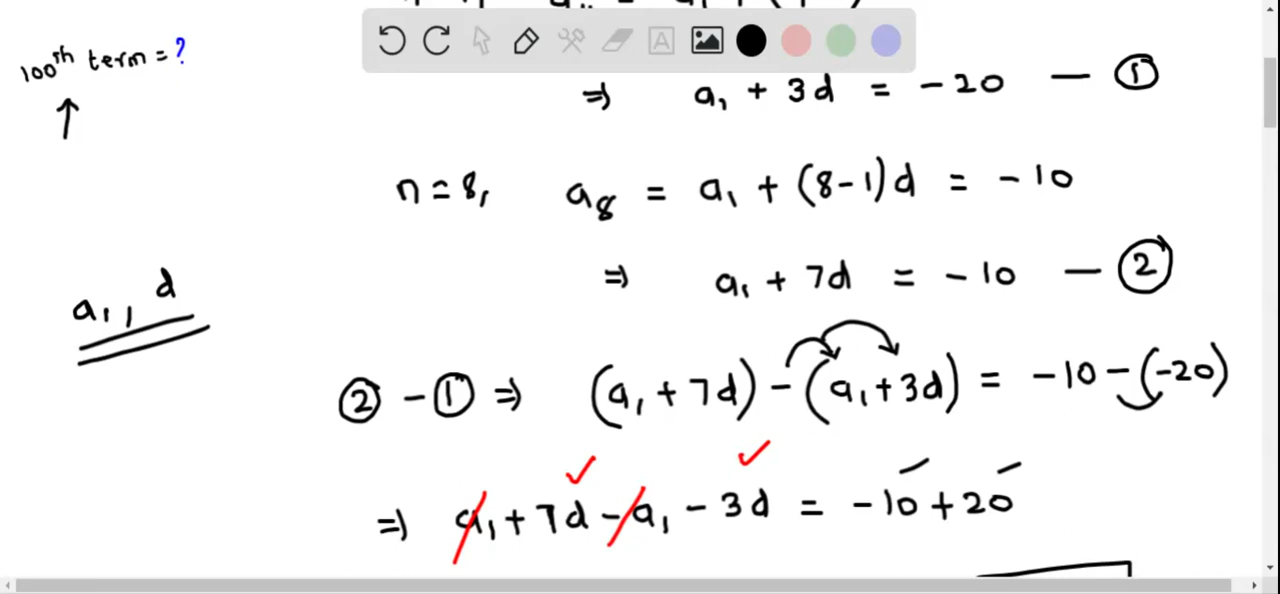 100th term = ?
⇒ a₁ + 3d = -20 — ①
n = 8, a₈ = a₁ + (8-1)d = -10
⇒ a₁ + 7d = -10 — ②
a₁, d
② - ① ⇒ (a₁ + 7d) - (a₁ + 3d) = -10 - (-20)
⇒ a₁ + 7d - a₁ - 3d = -10 + 20